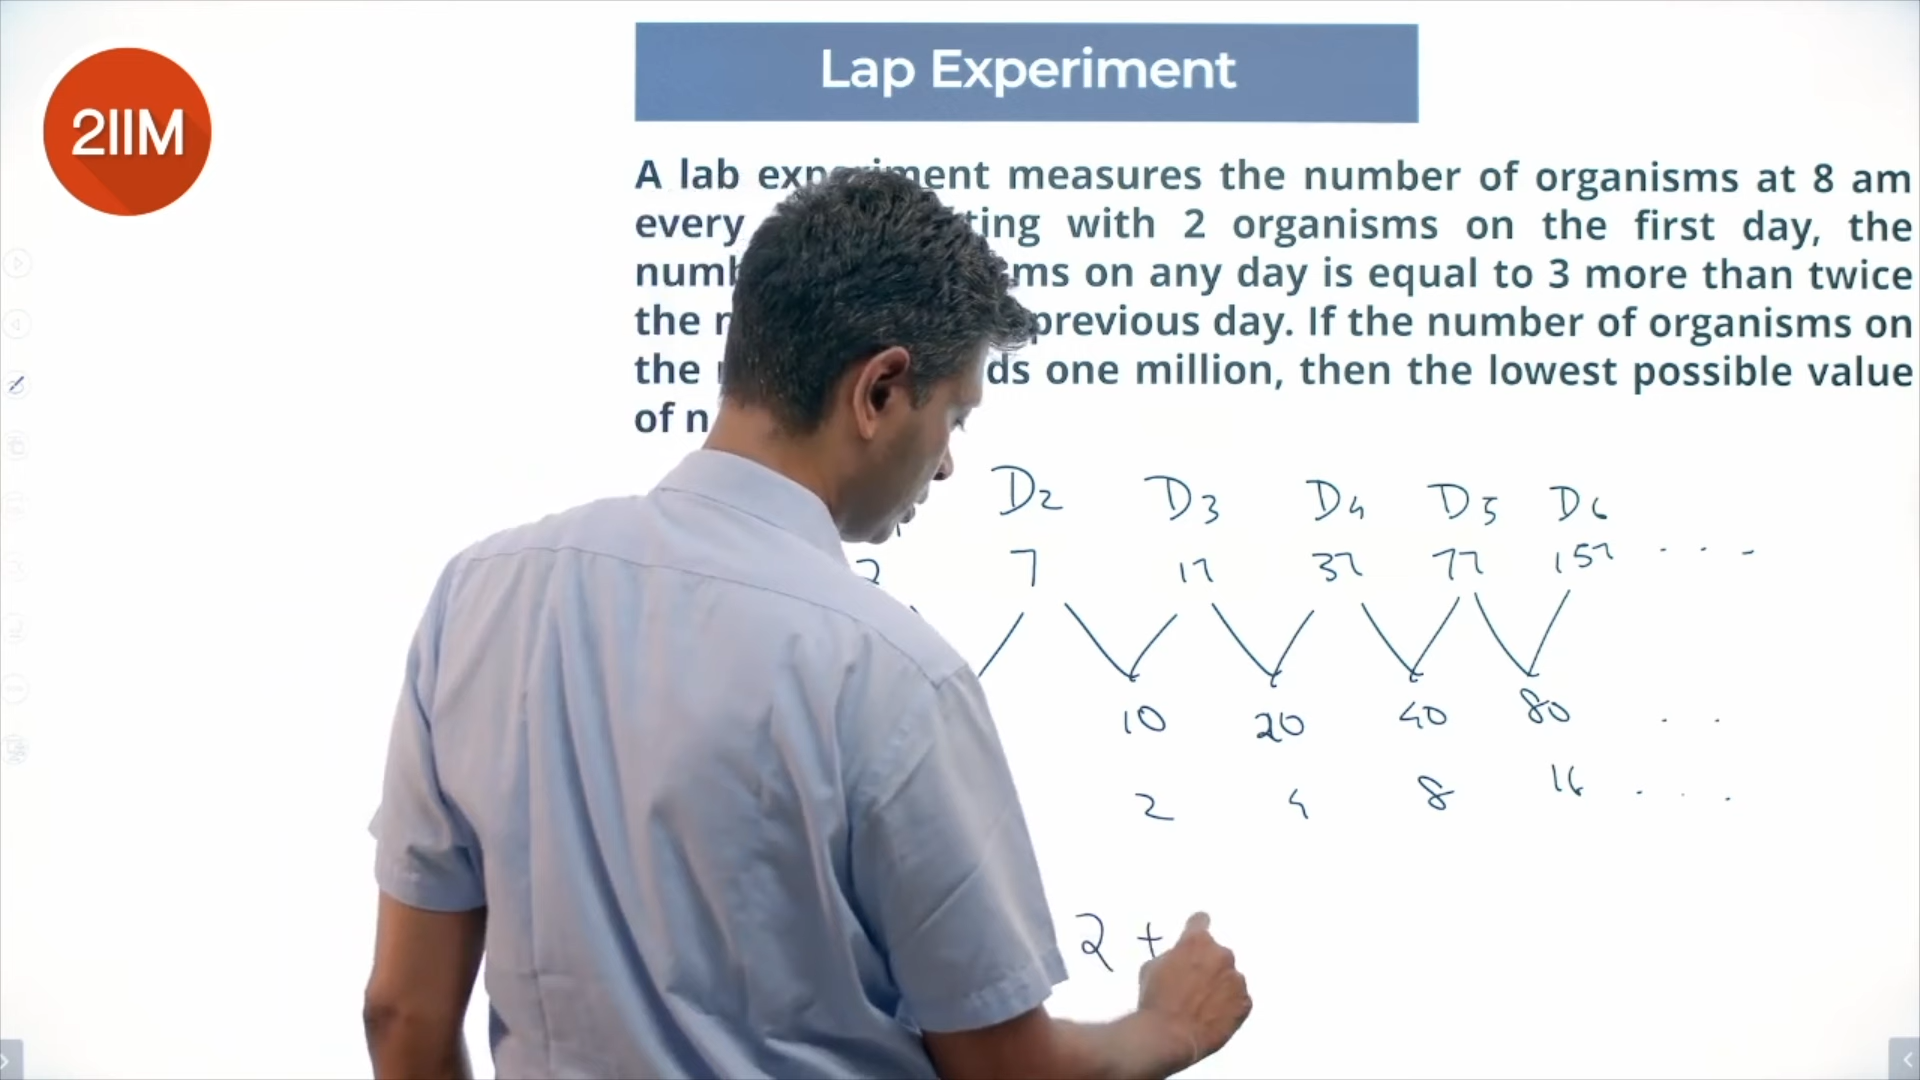 2IIM
Lap Experiment
A lab experiment measures the number of organisms at 8 am
every ting with 2 organisms on the first day, the
numb ms on any day is equal to 3 more than twice
the previous day. If the number of organisms on
the ds one million, then the lowest possible value
of n
D2 D3 D4 D5 D6
2 7 17 37 77 157 . . .
10 20 40 80 . .
2 4 8 16 . . .
2 +